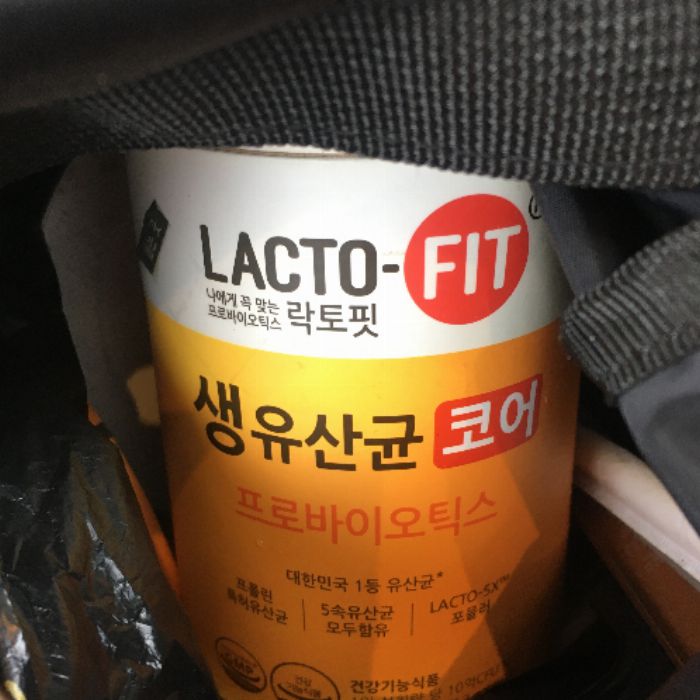 LACTO-FIT
나에게 꼭 맞는
프로바이오틱스 락토핏
생유산균 코어
프로바이오틱스
대한민국 1등 유산균*
프롤린
특허유산균
5속유산균
모두함유
LACTO-5X™
포뮬러
GMP
건강기능식품